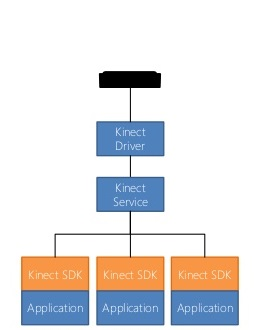 Kinect
Driver
Kinect
Service
Kinect SDK
Kinect SDK
Kinect SDK
Application
Application
Application